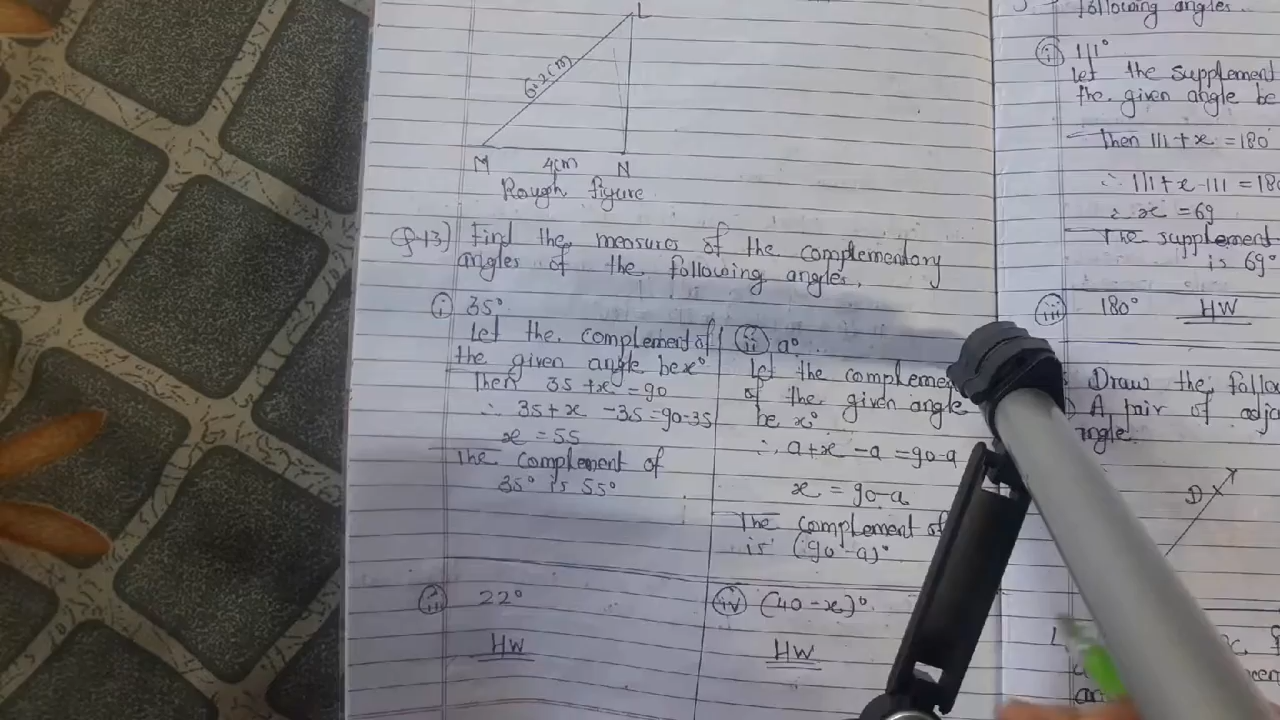 L
6.2cm
M 4cm N
Rough figure
Q-13) Find the measures of the complementary
angles of the following angles.
(i) 35°
Let the complement of
the given angle be x°
Then 35 + x° = 90
∴ 35 + x - 35 = 90-35
x = 55
The complement of
35° is 55°
(ii) a°.
Let the complemen
of the given angle
be x°
∴ a+x - a = 90-a
x = 90-a
The complement of
is (90-a)°
22°
HW
(iv) (40-x)°.
HW
following angles.
(ii) 111°
Let the supplement
the given angle be
Then 111 + x = 180
∴ 111 + x - 111 = 180
∴ x = 69
The supplement
is 69°
(iii) 180° HW
Draw the follo
A pair of adja
angle.
D